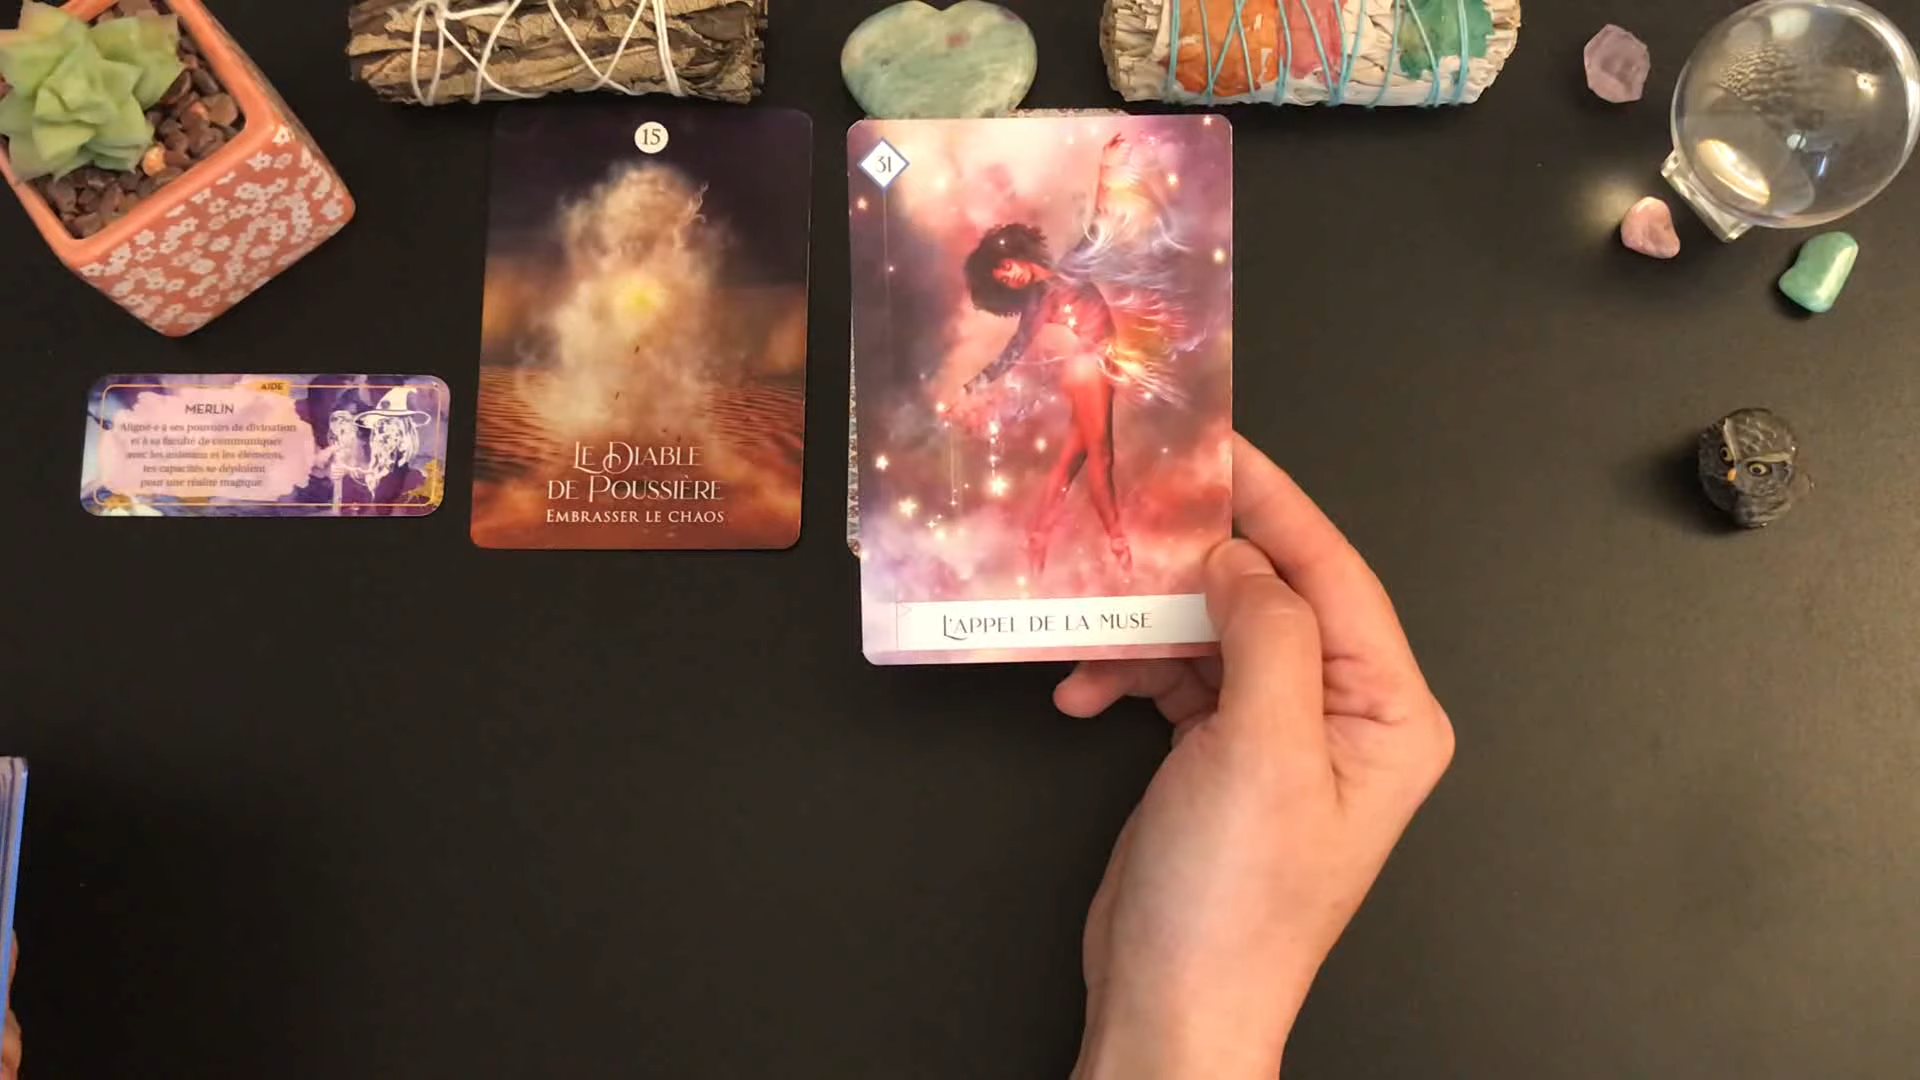 AIDE
MERLIN
Aligné·e à ses pouvoirs de divination
et à sa faculté de communiquer
avec les animaux et les éléments,
tes capacités se déploient
pour une réalité magique
15
LE DIABLE
DE POUSSIÈRE
EMBRASSER LE CHAOS
31
L'APPEL DE LA MUSE